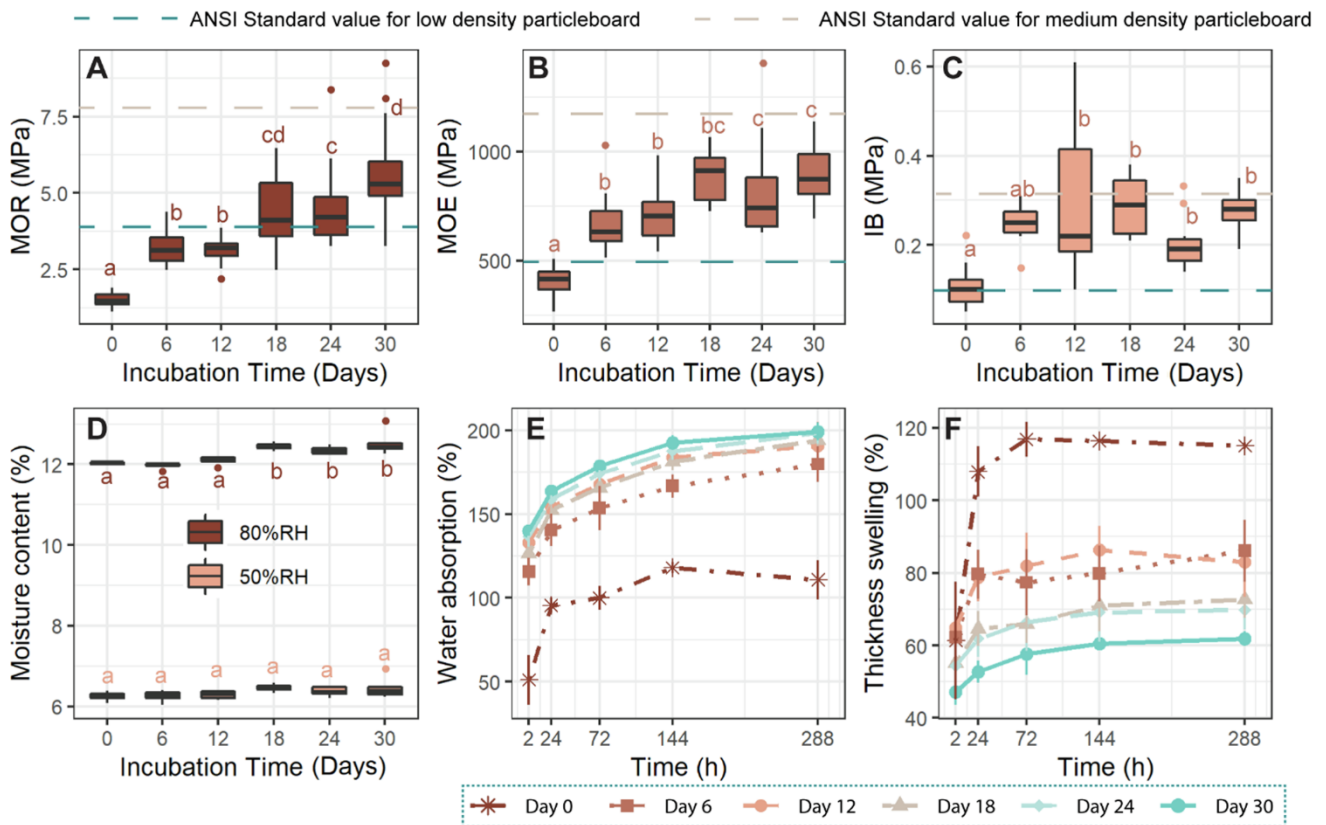 ANSI Standard value for low density particleboard
ANSI Standard value for medium density particleboard
A
MOR (MPa)
7.5
5.0
2.5
a
b
b
cd
c
d
0 6 12 18 24 30
Incubation Time (Days)
B
MOE (MPa)
1000
500
a
b
b
bc
c
c
0 6 12 18 24 30
Incubation Time (Days)
C
IB (MPa)
0.6
0.4
0.2
a
ab
b
b
b
b
0 6 12 18 24 30
Incubation Time (Days)
D
Moisture content (%)
12
10
8
6
a a a b b b
80%RH
50%RH
a a a a a a
0 6 12 18 24 30
Incubation Time (Days)
E
Water absorption (%)
200
150
100
50
2 24 72 144 288
Time (h)
F
Thickness swelling (%)
120
100
80
60
40
2 24 72 144 288
Time (h)
Day 0 Day 6 Day 12 Day 18 Day 24 Day 30